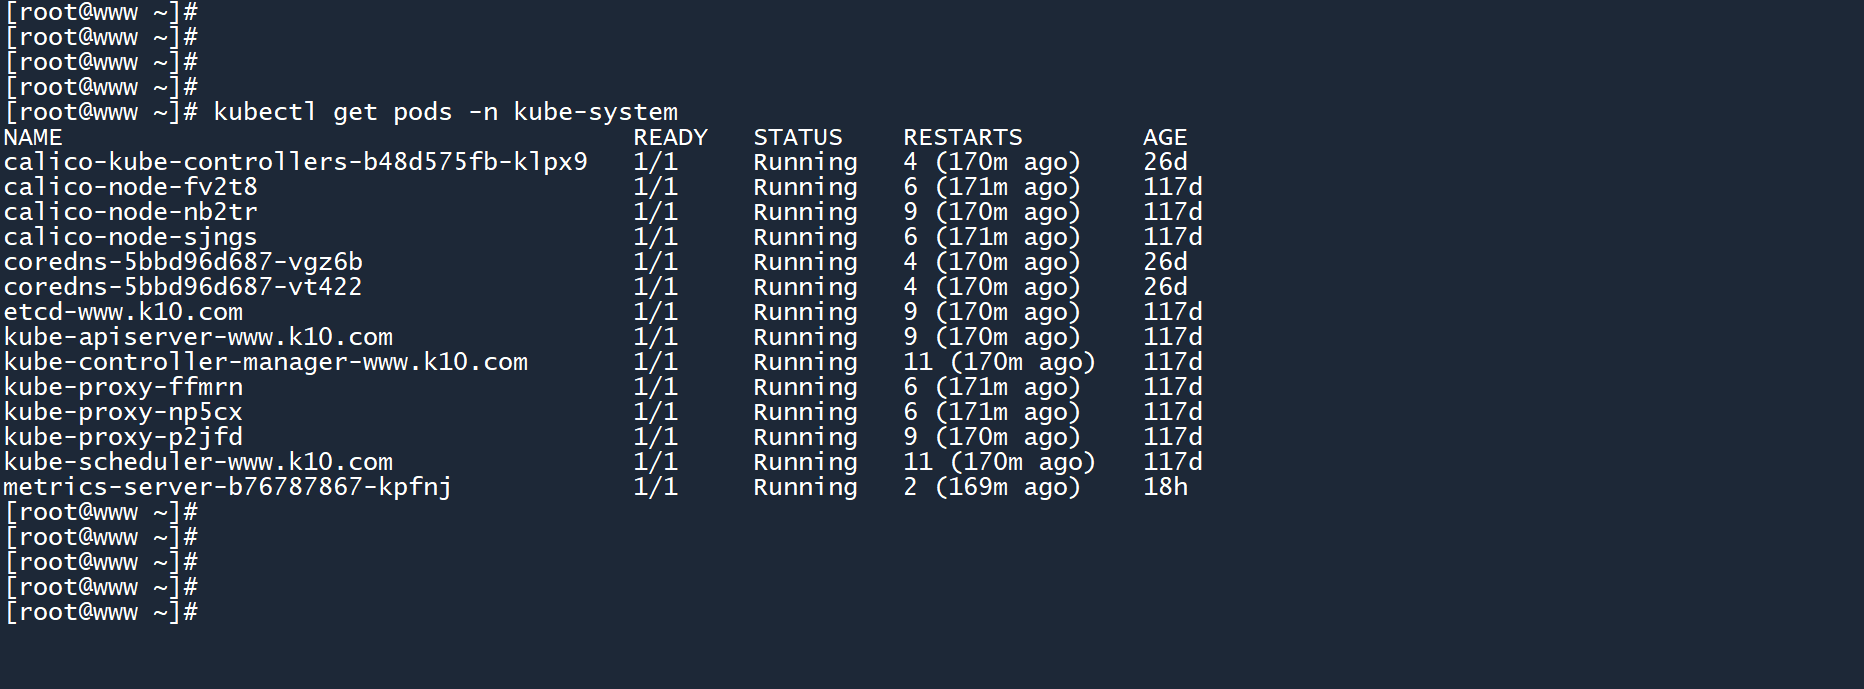 [root@www ~]#
[root@www ~]#
[root@www ~]#
[root@www ~]#
[root@www ~]# kubectl get pods -n kube-system
NAME                                      READY   STATUS    RESTARTS        AGE
calico-kube-controllers-b48d575fb-klpx9   1/1     Running   4 (170m ago)    26d
calico-node-fv2t8                         1/1     Running   6 (171m ago)    117d
calico-node-nb2tr                         1/1     Running   9 (170m ago)    117d
calico-node-sjngs                         1/1     Running   6 (171m ago)    117d
coredns-5bbd96d687-vgz6b                  1/1     Running   4 (170m ago)    26d
coredns-5bbd96d687-vt422                  1/1     Running   4 (170m ago)    26d
etcd-www.k10.com                          1/1     Running   9 (170m ago)    117d
kube-apiserver-www.k10.com                1/1     Running   9 (170m ago)    117d
kube-controller-manager-www.k10.com       1/1     Running   11 (170m ago)   117d
kube-proxy-ffmrn                          1/1     Running   6 (171m ago)    117d
kube-proxy-np5cx                          1/1     Running   6 (171m ago)    117d
kube-proxy-p2jfd                          1/1     Running   9 (170m ago)    117d
kube-scheduler-www.k10.com                1/1     Running   11 (170m ago)   117d
metrics-server-b76787867-kpfnj            1/1     Running   2 (169m ago)    18h
[root@www ~]#
[root@www ~]#
[root@www ~]#
[root@www ~]#
[root@www ~]#